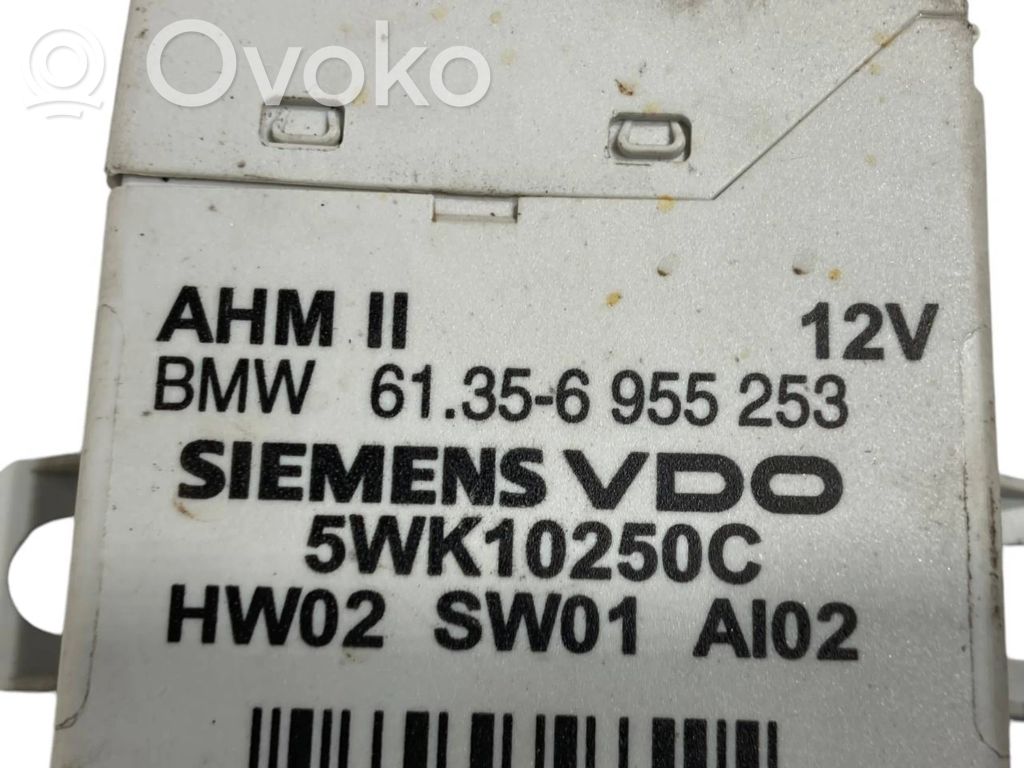 Ovoko
AHM II 12V
BMW 61.35-6 955 253
SIEMENS VDO
5WK10250C
HW02 SW01 AI02